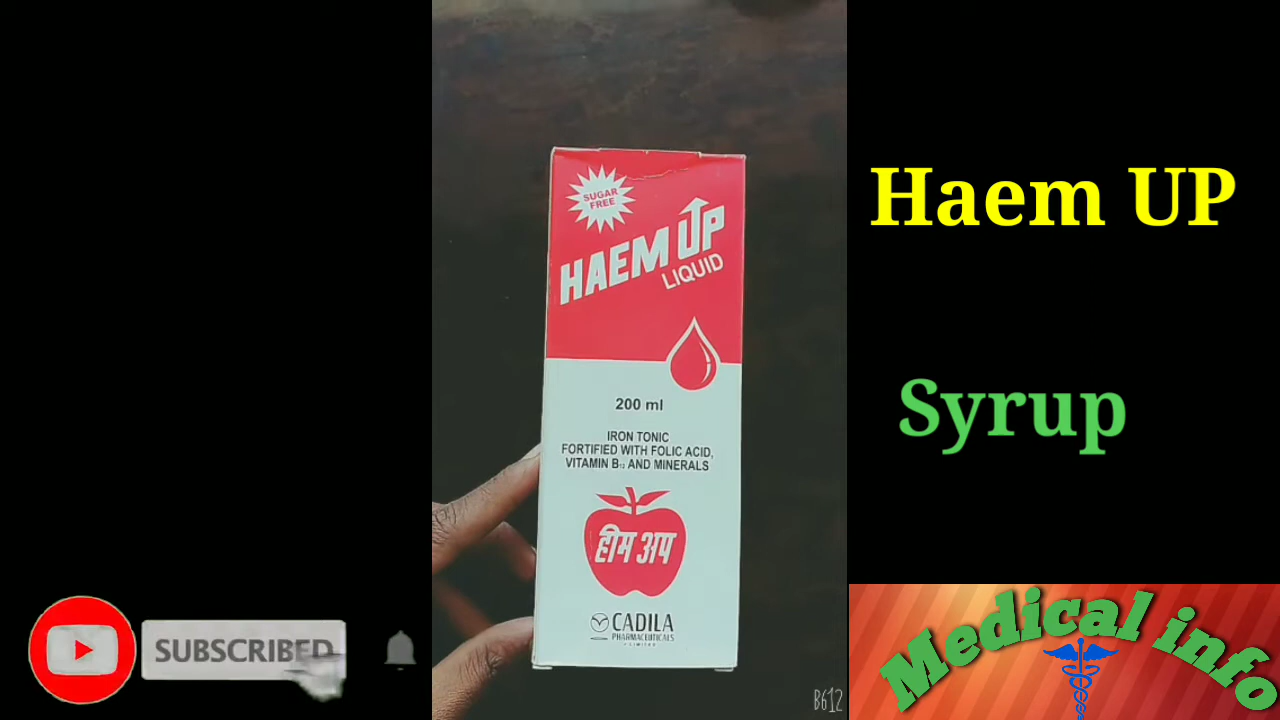 SUGAR
FREE
HAEM UP
LIQUID
200 ml
IRON TONIC
FORTIFIED WITH FOLIC ACID,
VITAMIN B12 AND MINERALS
हीम अप
CADILA
PHARMACEUTICALS
LIMITED
B612
Haem UP
Syrup
SUBSCRIBED
Medical info